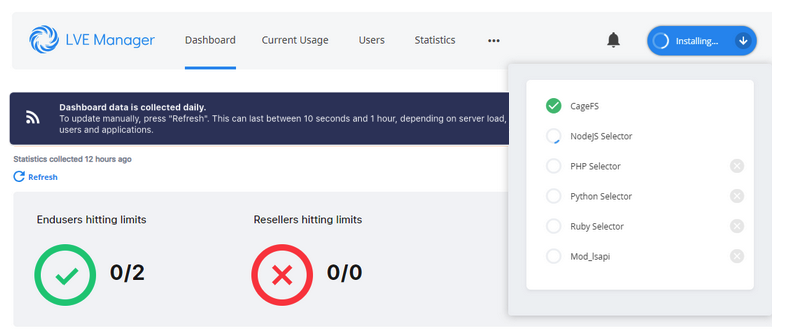 LVE Manager
Dashboard
Current Usage
Users
Statistics
•••
Installing...
Dashboard data is collected daily.
To update manually, press "Refresh". This can last between 10 seconds and 1 hour, depending on server load,
users and applications.
Statistics collected 12 hours ago
Refresh
Endusers hitting limits
Resellers hitting limits
0/2
0/0
CageFS
NodeJS Selector
PHP Selector
Python Selector
Ruby Selector
Mod_lsapi